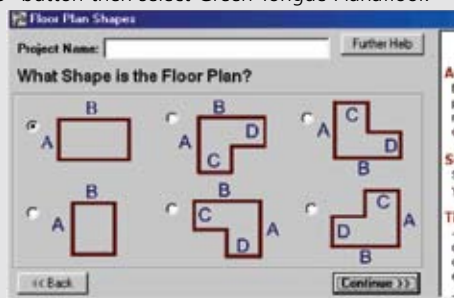 button then select Green Tongue Handfloor.
Floor Plan Shapes
Project Name:
Further Help
What Shape is the Floor Plan?
B
A
B
A
D
C
C
A
D
B
B
A
B
C
A
D
C
A
D
B
<< Back
Continue >>